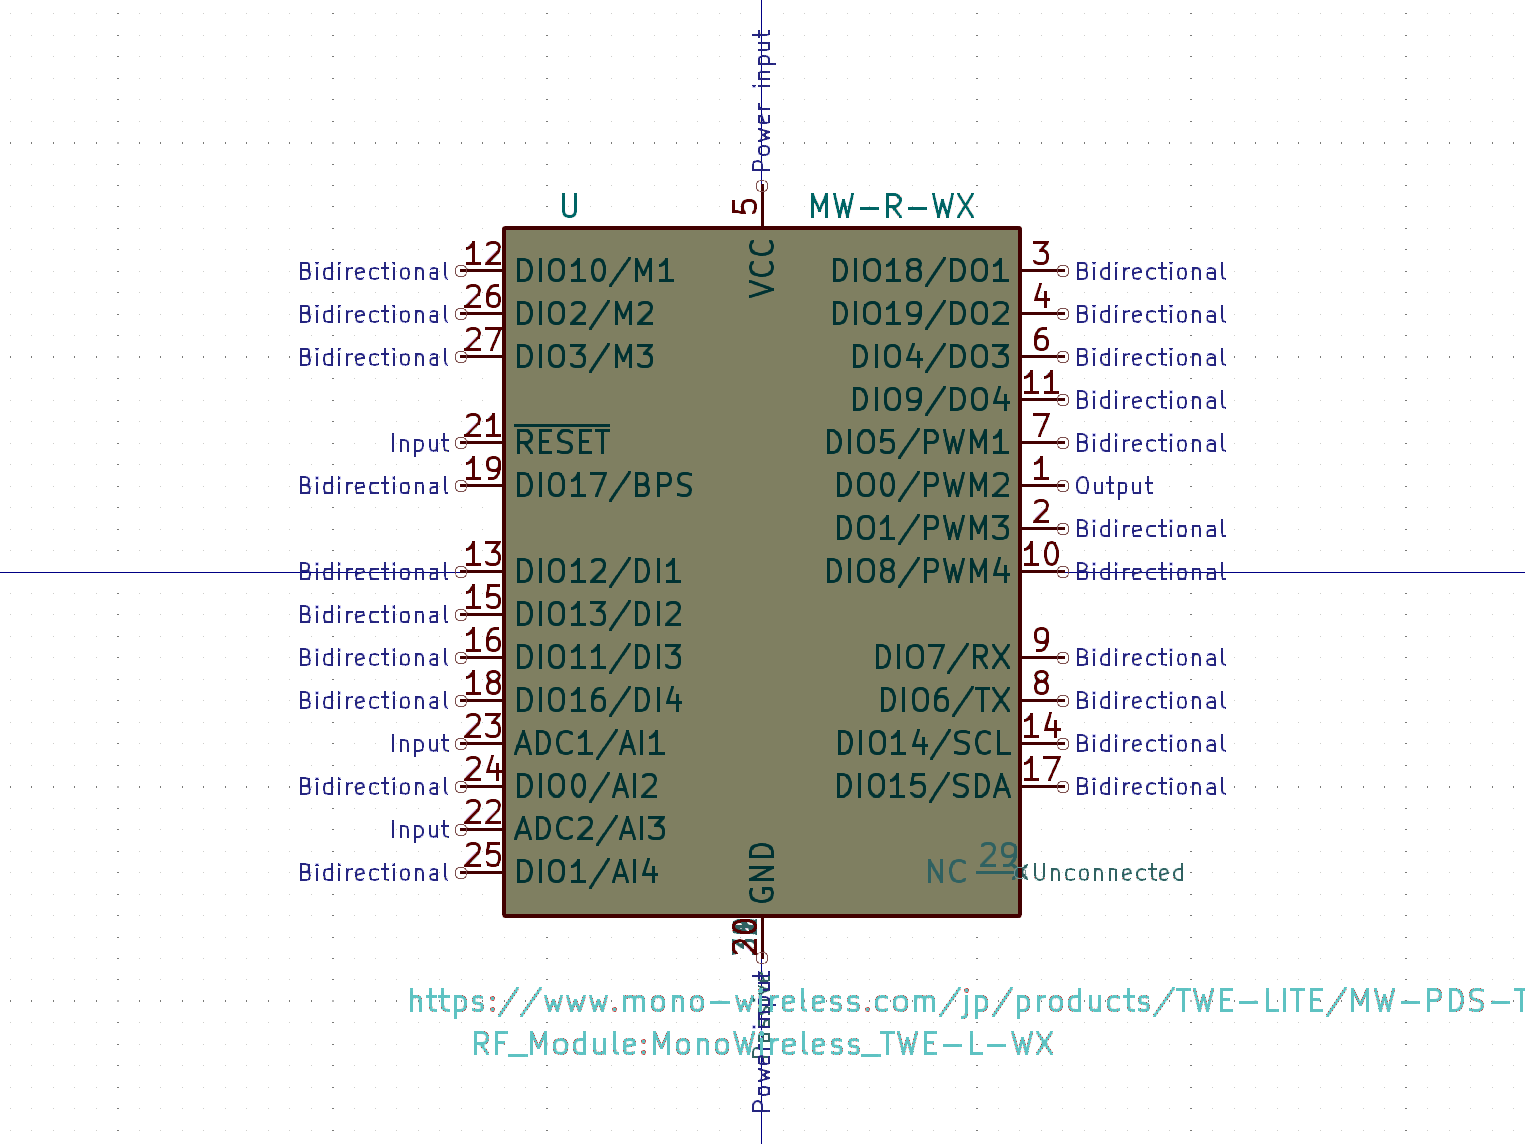 Power input
5
U
MW-R-WX
VCC
Bidirectional 12 DIO10/M1
Bidirectional 26 DIO2/M2
Bidirectional 27 DIO3/M3
Input 21 RESET
Bidirectional 19 DIO17/BPS
Bidirectional 13 DIO12/DI1
Bidirectional 15 DIO13/DI2
Bidirectional 16 DIO11/DI3
Bidirectional 18 DIO16/DI4
Input 23 ADC1/AI1
Bidirectional 24 DIO0/AI2
Input 22 ADC2/AI3
Bidirectional 25 DIO1/AI4
DIO18/DO1 3 Bidirectional
DIO19/DO2 4 Bidirectional
DIO4/DO3 6 Bidirectional
DIO9/DO4 11 Bidirectional
DIO5/PWM1 7 Bidirectional
DO0/PWM2 1 Output
DO1/PWM3 2 Bidirectional
DIO8/PWM4 10 Bidirectional
DIO7/RX 9 Bidirectional
DIO6/TX 8 Bidirectional
DIO14/SCL 14 Bidirectional
DIO15/SDA 17 Bidirectional
NC 29 Unconnected
GND
https://www.mono-wireless.com/jp/products/TWE-LITE/MW-PDS-T
RF_Module:MonoWireless_TWE-L-WX